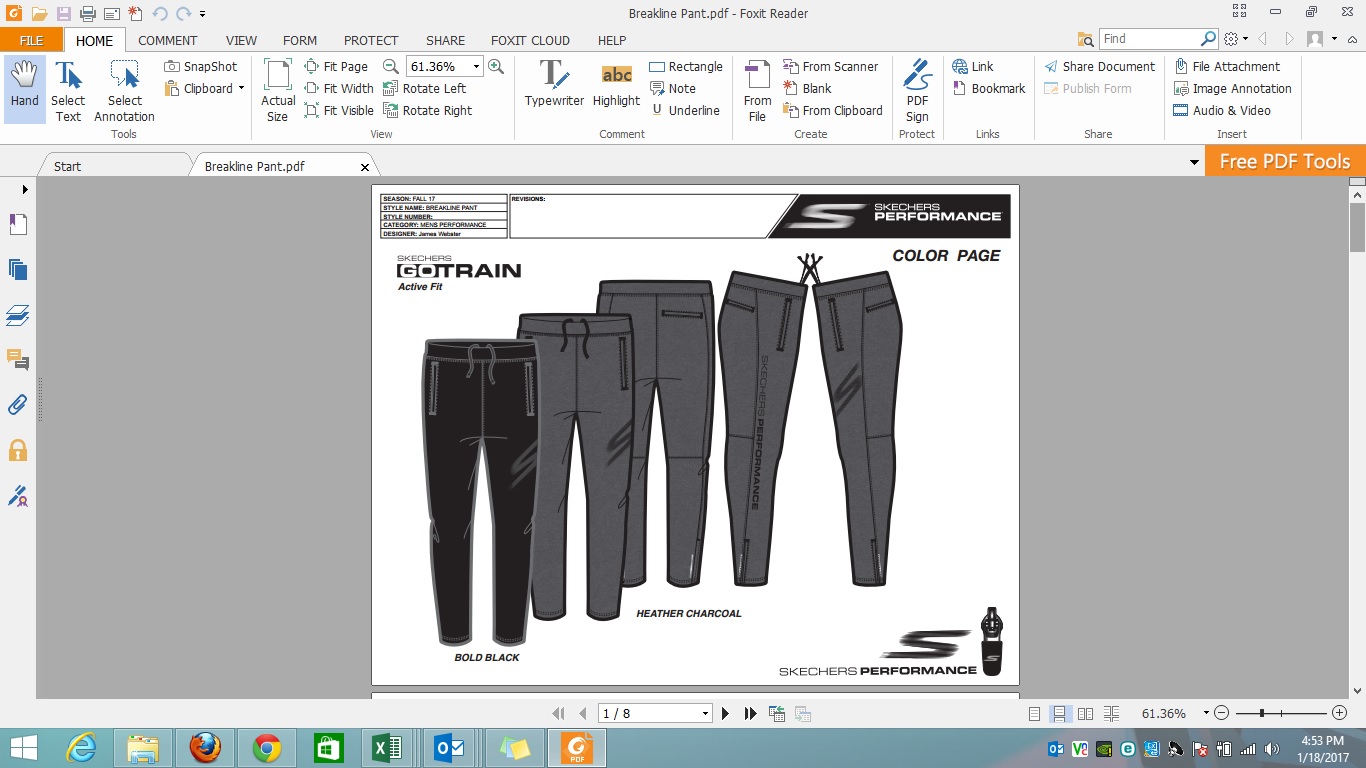 Breakline Pant.pdf - Foxit Reader
FILE
HOME
COMMENT
VIEW
FORM
PROTECT
SHARE
FOXIT CLOUD
HELP
Find
Hand
Select
Text
Select
Annotation
SnapShot
Clipboard
Tools
Actual
Size
Fit Page
Fit Width
Fit Visible
61.36%
Rotate Left
Rotate Right
View
Typewriter
abc
Highlight
Rectangle
Note
U Underline
Comment
From
File
From Scanner
Blank
From Clipboard
Create
PDF
Sign
Protect
Link
Bookmark
Links
Share Document
Publish Form
Share
File Attachment
Image Annotation
Audio & Video
Insert
Start
Breakline Pant.pdf
Free PDF Tools
SEASON: FALL 17
STYLE NAME: BREAKLINE PANT
STYLE NUMBER:
CATEGORY: MENS PERFORMANCE
DESIGNER: James Webster
REVISIONS:
SKECHERS
PERFORMANCE
COLOR PAGE
SKECHERS
GOTRAIN
Active Fit
SKECHERS PERFORMANCE
HEATHER CHARCOAL
BOLD BLACK
SKECHERS PERFORMANCE
1 / 8
61.36%
PDF
4:53 PM
1/18/2017